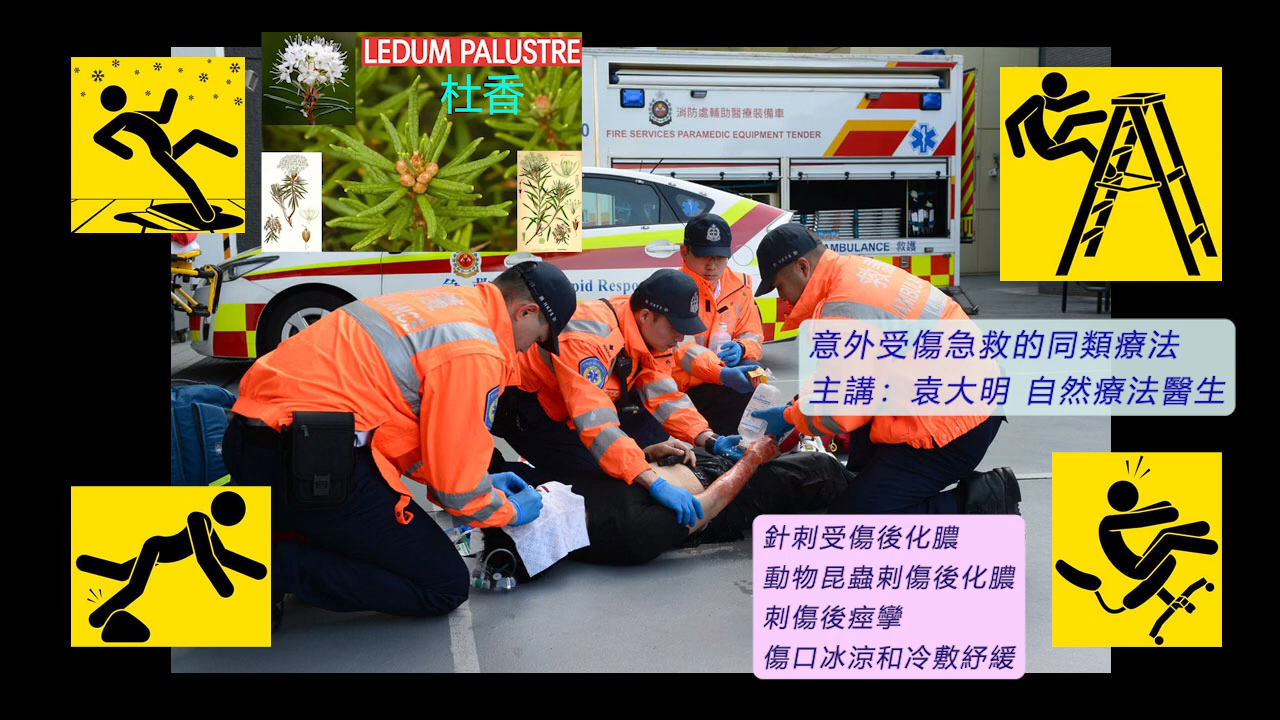 LEDUM PALUSTRE
杜香
消防處輔助醫療裝備車
FIRE SERVICES PARAMEDIC EQUIPMENT TENDER
AMBULANCE 救護
意外受傷急救的同類療法
主講：袁大明 自然療法醫生
針刺受傷後化膿
動物昆蟲刺傷後化膿
刺傷後痙攣
傷口冰涼和冷敷紓緩